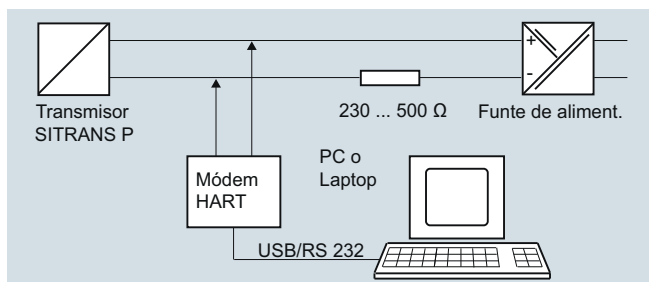 +
-
Transmisor
SITRANS P
230 ... 500 Ω
Funte de aliment.
Módem
HART
PC o
Laptop
USB/RS 232